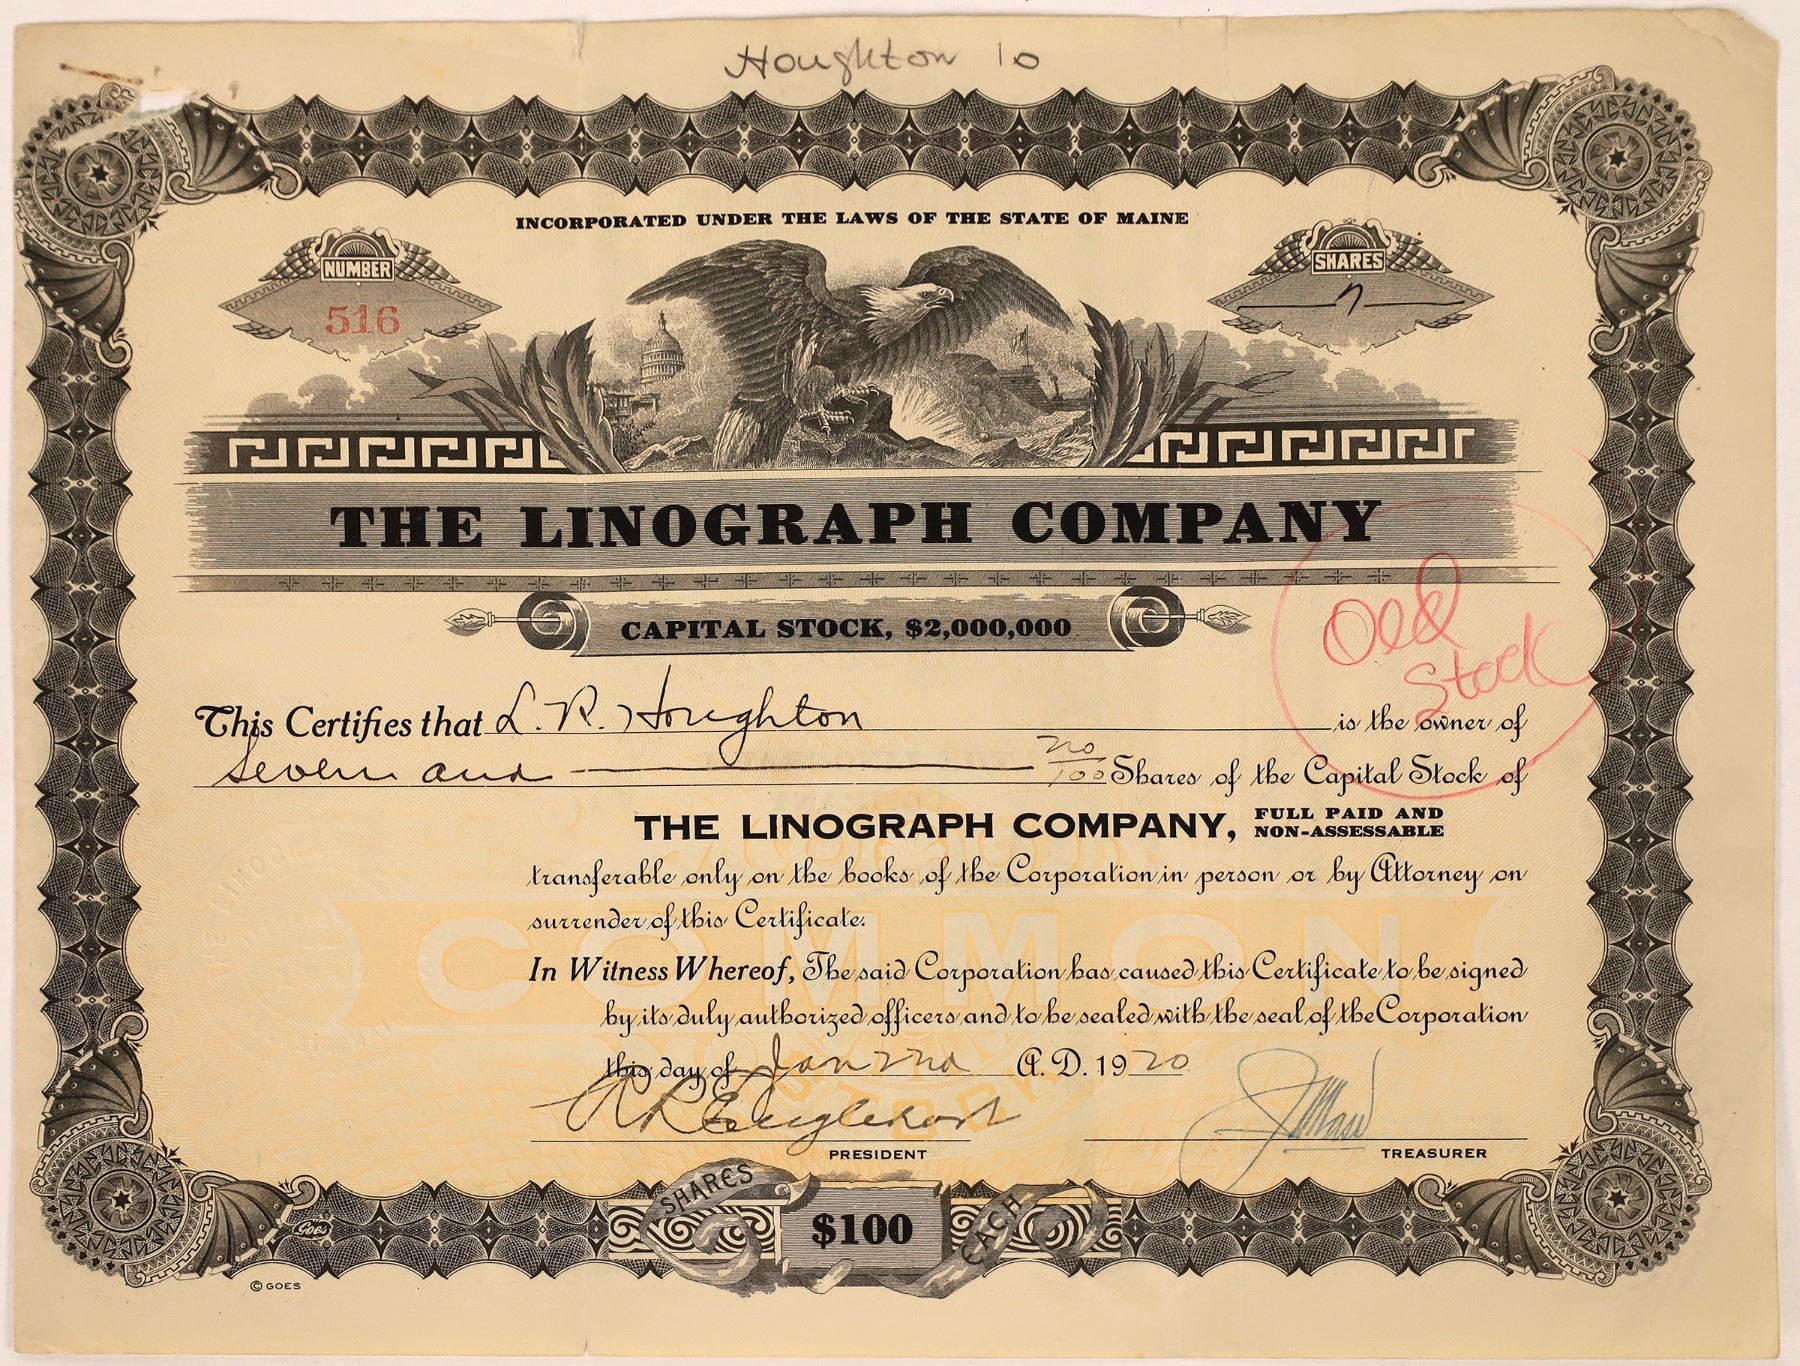 Houghton 10
INCORPORATED UNDER THE LAWS OF THE STATE OF MAINE
NUMBER
516
SHARES
7
THE LINOGRAPH COMPANY
CAPITAL STOCK, $2,000,000
Old
Stock
This Certifies that L. R. Houghton is the owner of
Seven and no/100 Shares of the Capital Stock of
THE LINOGRAPH COMPANY, FULL PAID AND
NON-ASSESSABLE
transferable only on the books of the Corporation in person or by Attorney on
surrender of this Certificate.
COMMON
In Witness Whereof, The said Corporation has caused this Certificate to be signed
by its duly authorized officers and to be sealed with the seal of the Corporation
this day of Jan 22nd A.D. 1920
PRESIDENT
TREASURER
SHARES
$100
EACH
Goes
© GOES